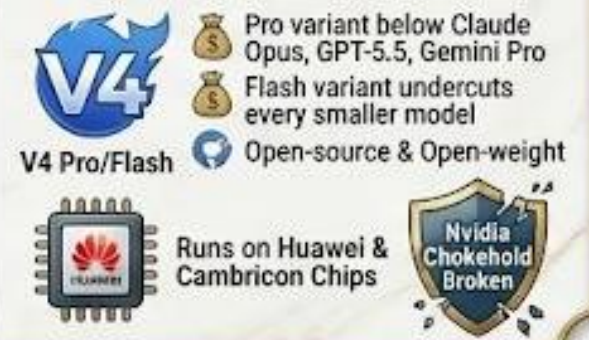 V4
V4 Pro/Flash
Pro variant below Claude
Opus, GPT-5.5, Gemini Pro
Flash variant undercuts
every smaller model
Open-source & Open-weight
HUAWEI
Runs on Huawei &
Cambricon Chips
Nvidia
Chokehold
Broken